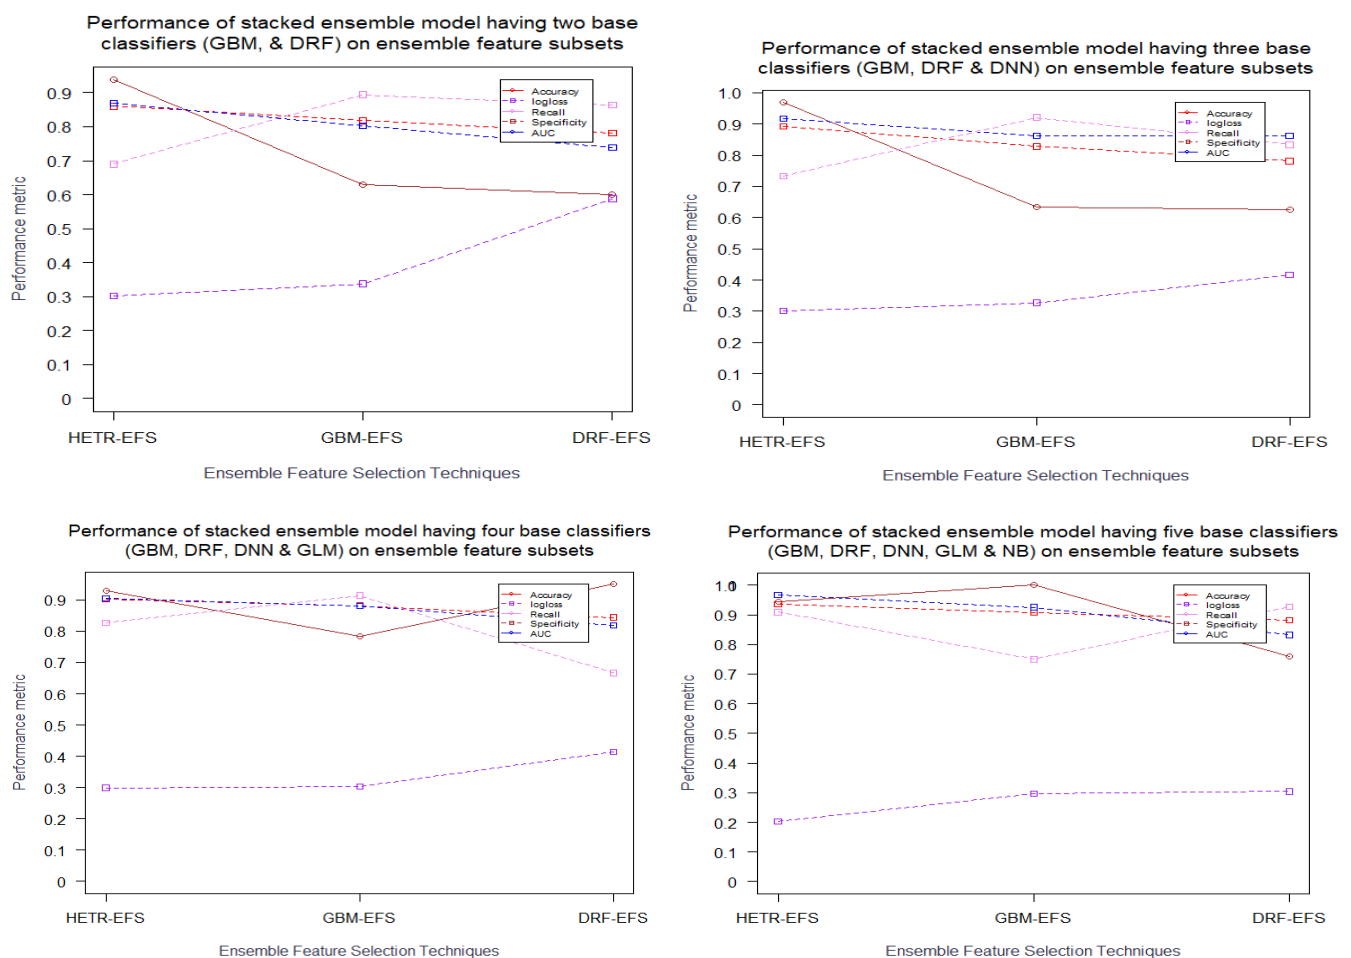 Performance of stacked ensemble model having two base
classifiers (GBM, & DRF) on ensemble feature subsets
Performance metric
0.9
0.8
0.7
0.6
0.5
0.4
0.3
0.2
0.1
0
Accuracy
logloss
Recall
Specificity
AUC
HETR-EFS
GBM-EFS
DRF-EFS
Ensemble Feature Selection Techniques
Performance of stacked ensemble model having three base
classifiers (GBM, DRF & DNN) on ensemble feature subsets
Performance metric
1.0
0.9
0.8
0.7
0.6
0.5
0.4
0.3
0.2
0.1
0
Accuracy
logloss
Recall
Specificity
AUC
HETR-EFS
GBM-EFS
DRF-EFS
Ensemble Feature Selection Techniques
Performance of stacked ensemble model having four base classifiers
(GBM, DRF, DNN & GLM) on ensemble feature subsets
Performance metric
0.9
0.8
0.7
0.6
0.5
0.4
0.3
0.2
0.1
0
Accuracy
logloss
Recall
Specificity
AUC
HETR-EFS
GBM-EFS
DRF-EFS
Ensemble Feature Selection Techniques
Performance of stacked ensemble model having five base classifiers
(GBM, DRF, DNN, GLM & NB) on ensemble feature subsets
Performance metric
0.9
0.8
0.7
0.6
0.5
0.4
0.3
0.2
0.1
0
Accuracy
logloss
Recall
Specificity
AUC
HETR-EFS
GBM-EFS
DRF-EFS
Ensemble Feature Selection Techniques